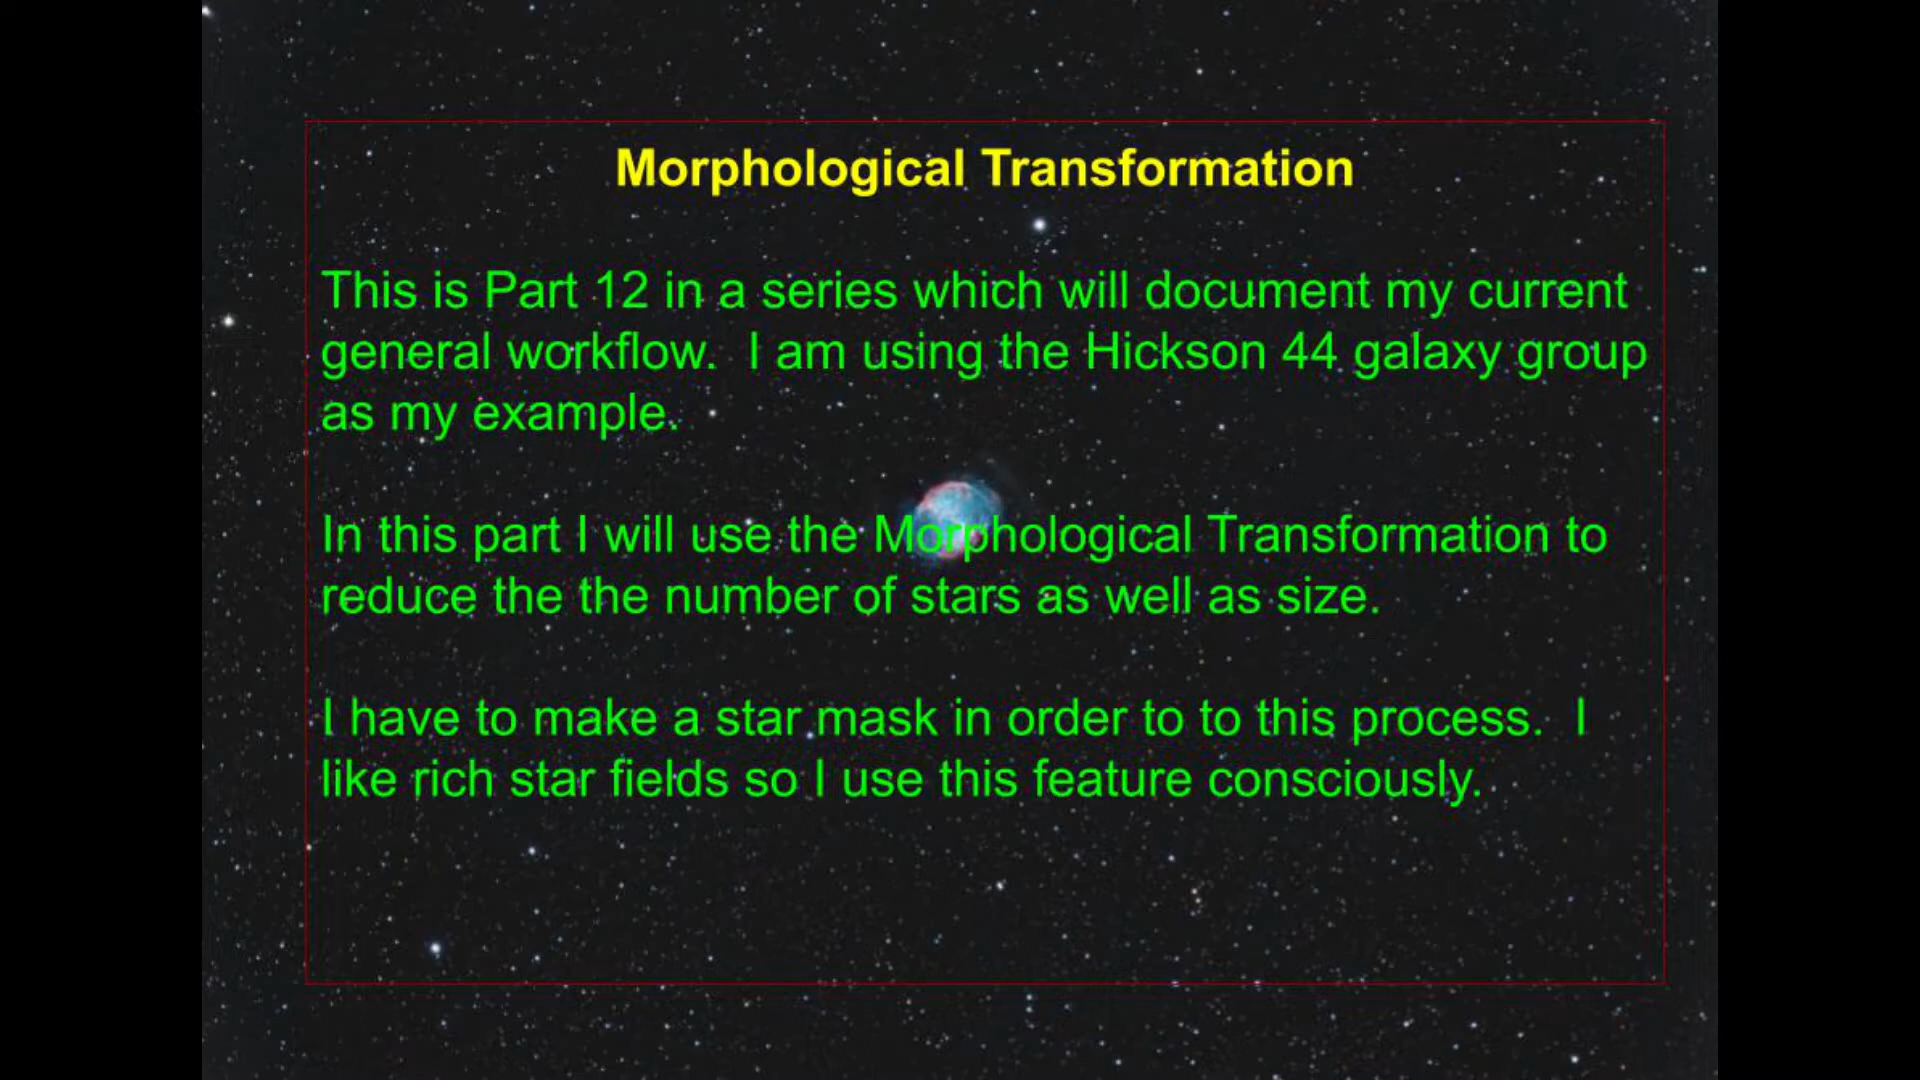 Morphological Transformation
This is Part 12 in a series which will document my current
general workflow.  I am using the Hickson 44 galaxy group
as my example.
In this part I will use the Morphological Transformation to
reduce the the number of stars as well as size.
I have to make a star mask in order to to this process.  I
like rich star fields so I use this feature consciously.